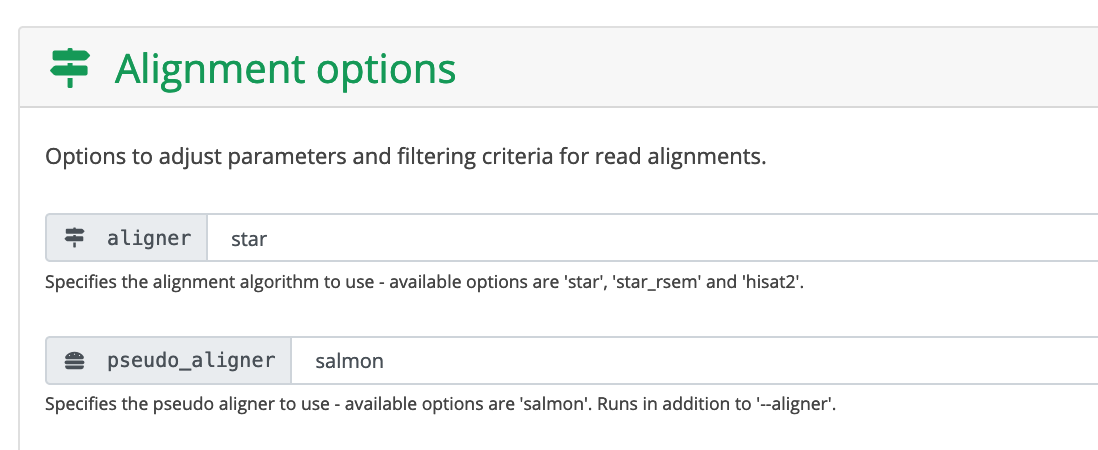 Alignment options
Options to adjust parameters and filtering criteria for read alignments.
aligner star
Specifies the alignment algorithm to use - available options are 'star', 'star_rsem' and 'hisat2'.
pseudo_aligner salmon
Specifies the pseudo aligner to use - available options are 'salmon'. Runs in addition to '--aligner'.